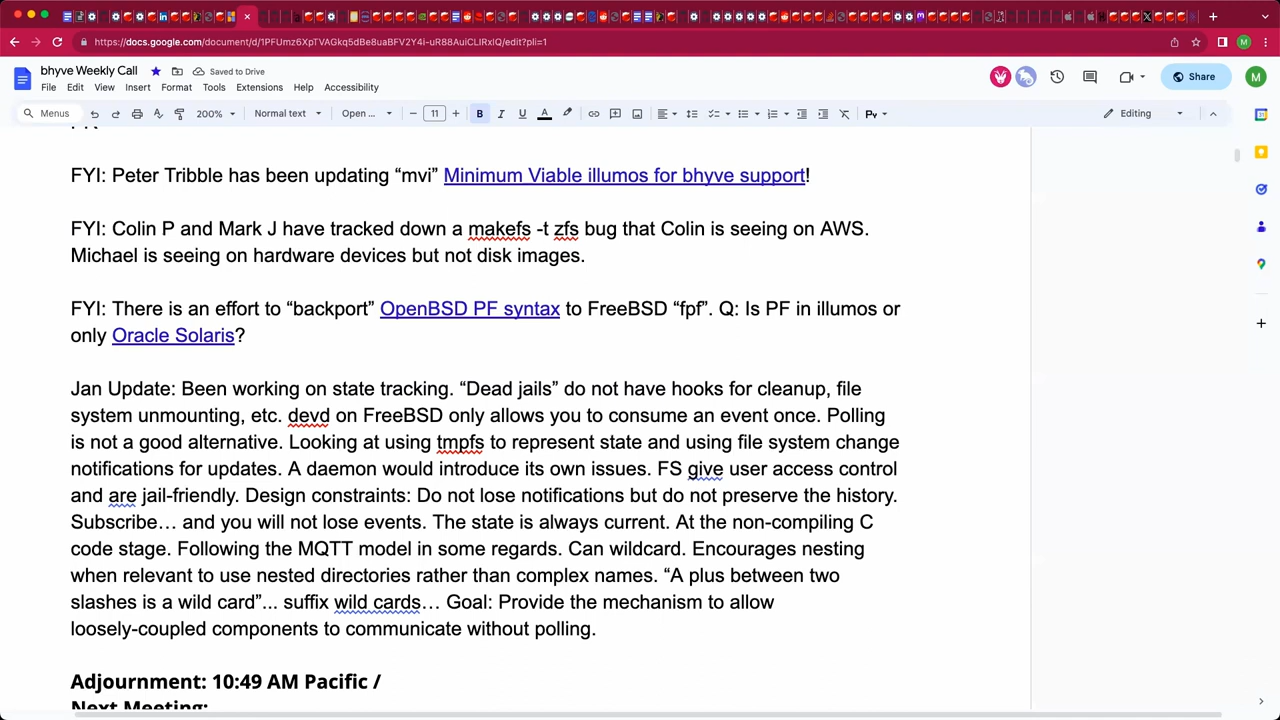 https://docs.google.com/document/d/1PFUmz6XpTVAGkq5dBe8uaBFV2Y4i-uR88AuiCLIRxlQ/edit?pli=1
M
bhyve Weekly Call
Saved to Drive
File Edit View Insert Format Tools Extensions Help Accessibility
Share
M
Menus
200%
Normal text
Open ...
11
B I U A
Editing
FYI: Peter Tribble has been updating “mvi” Minimum Viable illumos for bhyve support!
FYI: Colin P and Mark J have tracked down a makefs -t zfs bug that Colin is seeing on AWS.
Michael is seeing on hardware devices but not disk images.
FYI: There is an effort to “backport” OpenBSD PF syntax to FreeBSD “fpf”. Q: Is PF in illumos or
only Oracle Solaris?
Jan Update: Been working on state tracking. “Dead jails” do not have hooks for cleanup, file
system unmounting, etc. devd on FreeBSD only allows you to consume an event once. Polling
is not a good alternative. Looking at using tmpfs to represent state and using file system change
notifications for updates. A daemon would introduce its own issues. FS give user access control
and are jail-friendly. Design constraints: Do not lose notifications but do not preserve the history.
Subscribe… and you will not lose events. The state is always current. At the non-compiling C
code stage. Following the MQTT model in some regards. Can wildcard. Encourages nesting
when relevant to use nested directories rather than complex names. “A plus between two
slashes is a wild card”... suffix wild cards… Goal: Provide the mechanism to allow
loosely-coupled components to communicate without polling.
Adjournment: 10:49 AM Pacific /
Next Meeting: